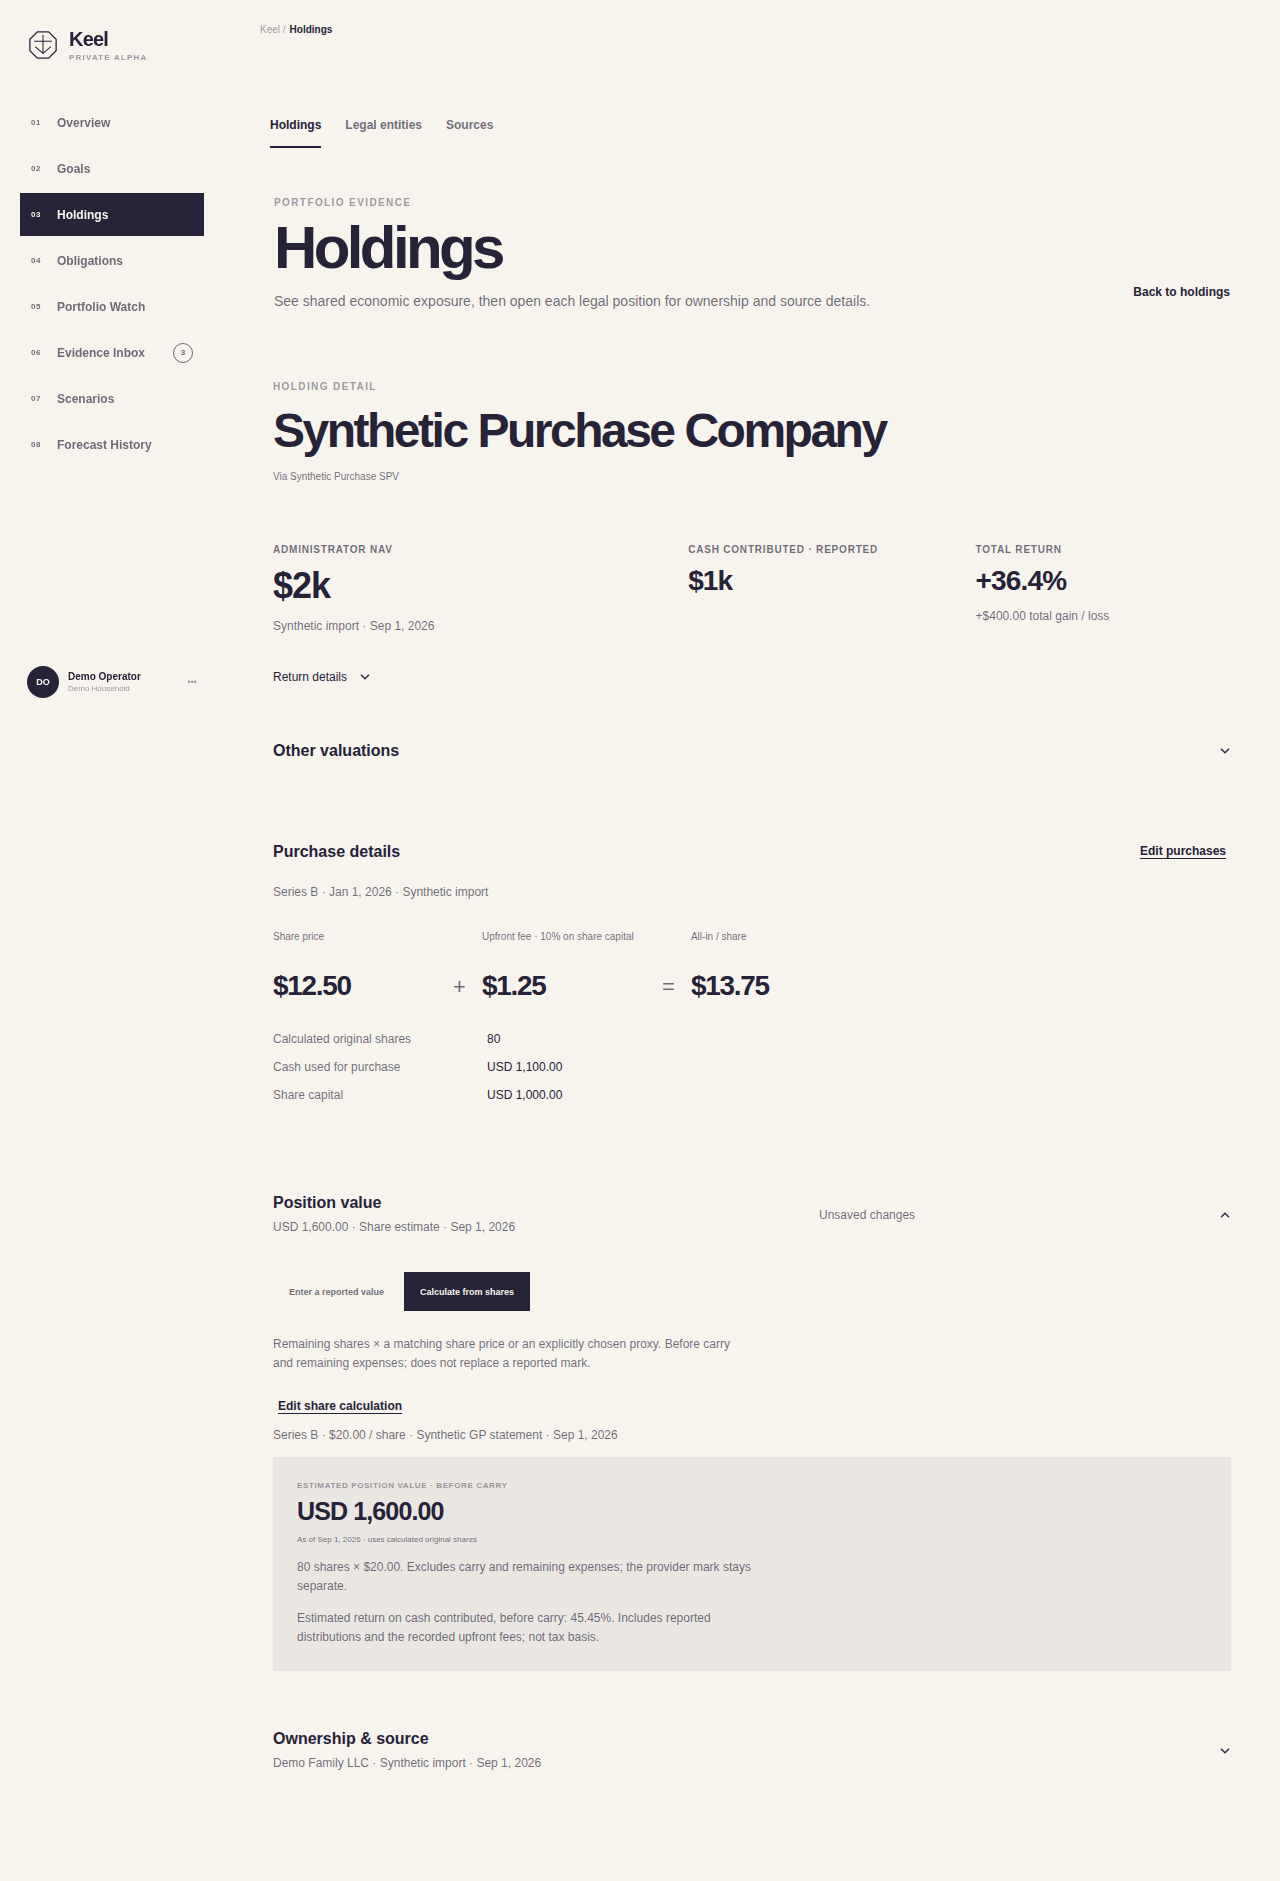 Keel
PRIVATE ALPHA
01 Overview
02 Goals
03 Holdings
04 Obligations
05 Portfolio Watch
06 Evidence Inbox 3
07 Scenarios
08 Forecast History
DO
Demo Operator
Demo Household
•••
Keel / Holdings
Holdings Legal entities Sources
PORTFOLIO EVIDENCE
Holdings
See shared economic exposure, then open each legal position for ownership and source details.
Back to holdings
HOLDING DETAIL
Synthetic Purchase Company
Via Synthetic Purchase SPV
ADMINISTRATOR NAV
$2k
Synthetic import · Sep 1, 2026
CASH CONTRIBUTED · REPORTED
$1k
TOTAL RETURN
+36.4%
+$400.00 total gain / loss
Return details
Other valuations
Purchase details
Edit purchases
Series B · Jan 1, 2026 · Synthetic import
Share price
$12.50
+
Upfront fee · 10% on share capital
$1.25
=
All-in / share
$13.75
Calculated original shares 80
Cash used for purchase USD 1,100.00
Share capital USD 1,000.00
Position value
USD 1,600.00 · Share estimate · Sep 1, 2026
Unsaved changes
Enter a reported value Calculate from shares
Remaining shares × a matching share price or an explicitly chosen proxy. Before carry
and remaining expenses; does not replace a reported mark.
Edit share calculation
Series B · $20.00 / share · Synthetic GP statement · Sep 1, 2026
ESTIMATED POSITION VALUE · BEFORE CARRY
USD 1,600.00
As of Sep 1, 2026 · uses calculated original shares
80 shares × $20.00. Excludes carry and remaining expenses; the provider mark stays
separate.
Estimated return on cash contributed, before carry: 45.45%. Includes reported
distributions and the recorded upfront fees; not tax basis.
Ownership & source
Demo Family LLC · Synthetic import · Sep 1, 2026